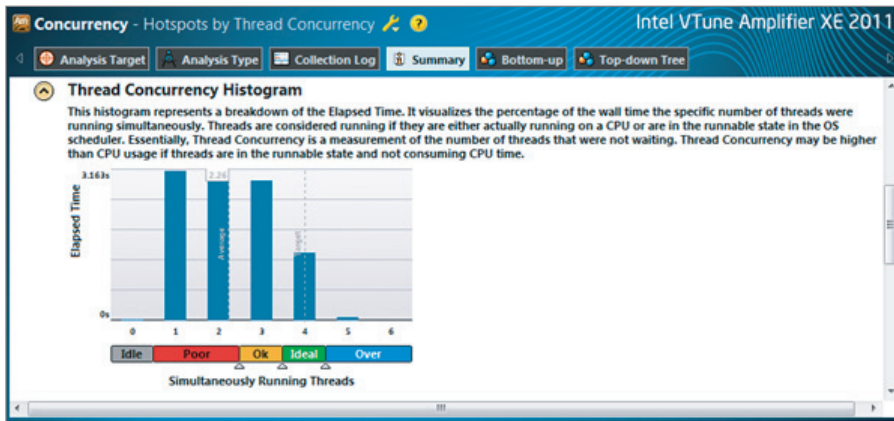 Concurrency - Hotspots by Thread Concurrency ? Intel VTune Amplifier XE 2011
Analysis Target Analysis Type Collection Log Summary Bottom-up Top-down Tree
Thread Concurrency Histogram
This histogram represents a breakdown of the Elapsed Time. It visualizes the percentage of the wall time the specific number of threads were
running simultaneously. Threads are considered running if they are either actually running on a CPU or are in the runnable state in the OS
scheduler. Essentially, Thread Concurrency is a measurement of the number of threads that were not waiting. Thread Concurrency may be higher
than CPU usage if threads are in the runnable state and not consuming CPU time.
3.163s 2.26
Elapsed Time
Average
Target
0s
0 1 2 3 4 5 6
Idle Poor Ok Ideal Over
Simultaneously Running Threads